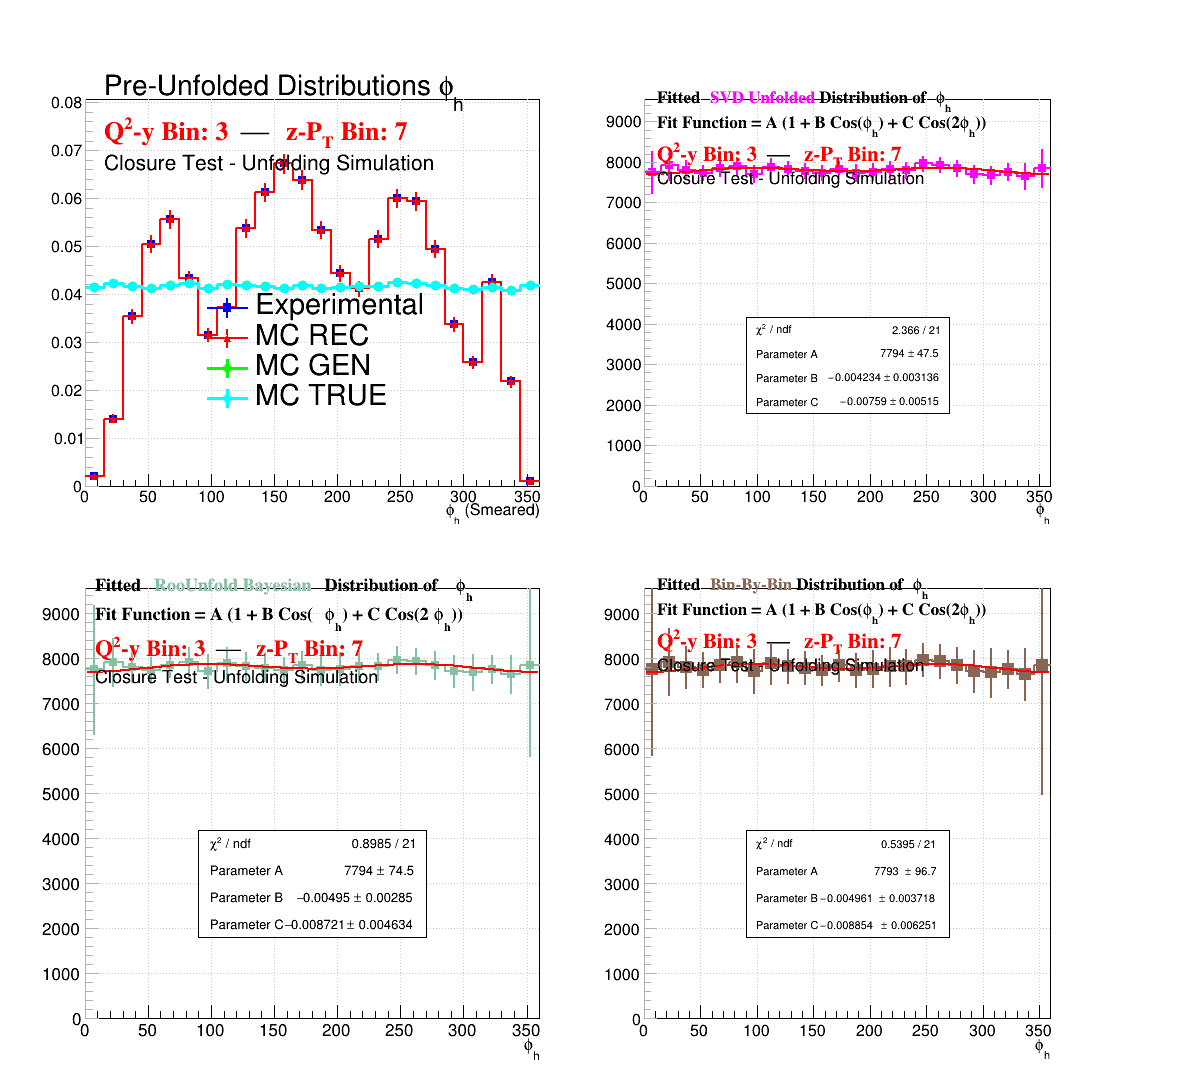 Pre-Unfolded Distributions ϕh
Q²-y Bin: 3 — z-PT Bin: 7
Closure Test - Unfolding Simulation
0.08
0.07
0.06
0.05
0.04
0.03
0.02
0.01
0
Experimental
MC REC
MC GEN
MC TRUE
0 50 100 150 200 250 300 350
ϕh (Smeared)
Fitted SVD Unfolded Distribution of ϕh
Fit Function = A (1 + B Cos(ϕh) + C Cos(2ϕh))
Q²-y Bin: 3 — z-PT Bin: 7
Closure Test - Unfolding Simulation
9000
8000
7000
6000
5000
4000
3000
2000
1000
0
χ² / ndf 2.366 / 21
Parameter A 7794 ± 47.5
Parameter B −0.004234 ± 0.003136
Parameter C −0.00759 ± 0.00515
0 50 100 150 200 250 300 350
ϕh
Fitted RooUnfold Bayesian Distribution of ϕh
Fit Function = A (1 + B Cos( ϕh) + C Cos(2 ϕh))
Q²-y Bin: 3 — z-PT Bin: 7
Closure Test - Unfolding Simulation
9000
8000
7000
6000
5000
4000
3000
2000
1000
0
χ² / ndf 0.8985 / 21
Parameter A 7794 ± 74.5
Parameter B −0.00495 ± 0.00285
Parameter C −0.008721 ± 0.004634
0 50 100 150 200 250 300 350
ϕh
Fitted Bin-By-Bin Distribution of ϕh
Fit Function = A (1 + B Cos(ϕh) + C Cos(2ϕh))
Q²-y Bin: 3 — z-PT Bin: 7
Closure Test - Unfolding Simulation
9000
8000
7000
6000
5000
4000
3000
2000
1000
0
χ² / ndf 0.5395 / 21
Parameter A 7793 ± 96.7
Parameter B −0.004961 ± 0.003718
Parameter C −0.008854 ± 0.006251
0 50 100 150 200 250 300 350
ϕh